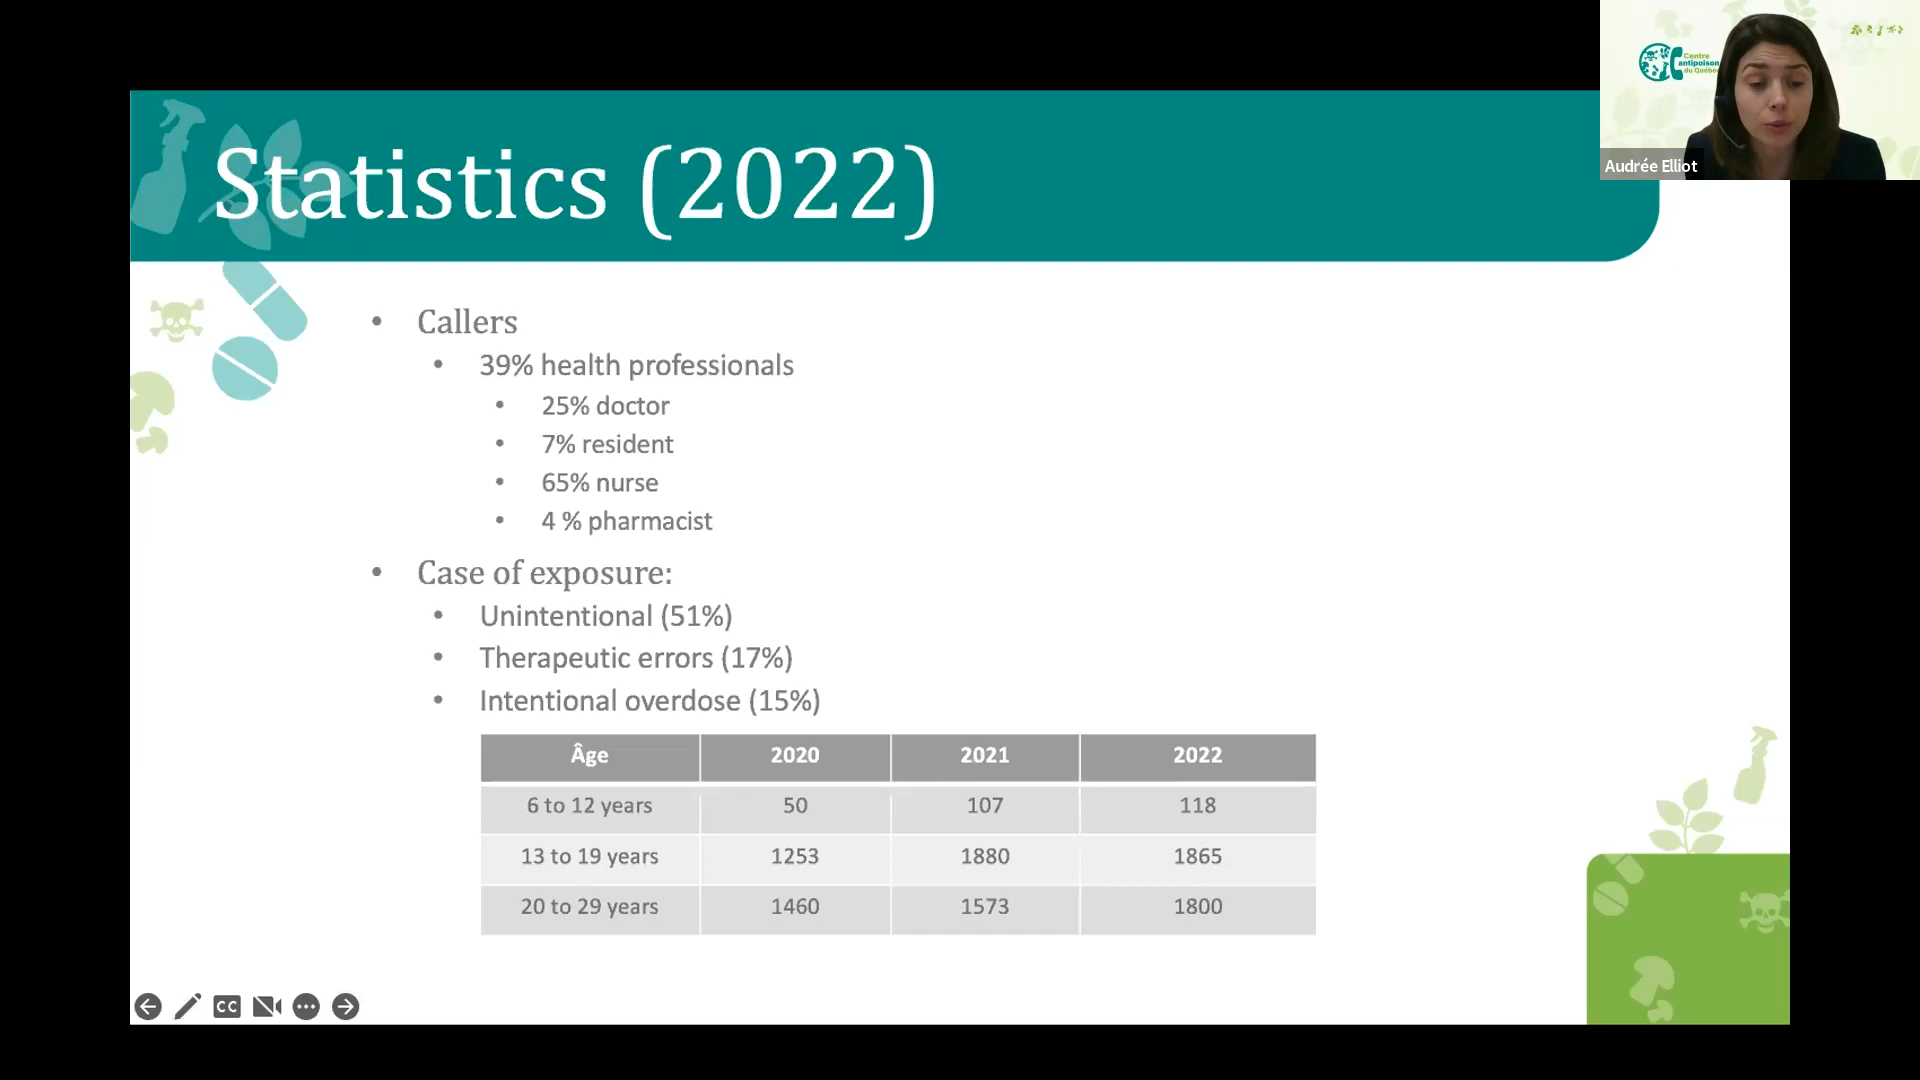 Centre
antipoison
du Québec
Audrée Elliot
Statistics (2022)
• Callers
• 39% health professionals
• 25% doctor
• 7% resident
• 65% nurse
• 4 % pharmacist
• Case of exposure:
• Unintentional (51%)
• Therapeutic errors (17%)
• Intentional overdose (15%)
Âge 2020 2021 2022
6 to 12 years 50 107 118
13 to 19 years 1253 1880 1865
20 to 29 years 1460 1573 1800
CC